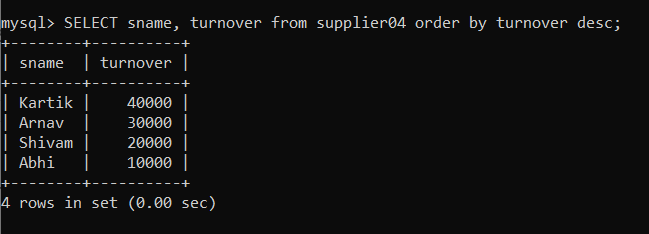 mysql> SELECT sname, turnover from supplier04 order by turnover desc;
+--------+----------+
| sname  | turnover |
+--------+----------+
| Kartik |    40000 |
| Arnav  |    30000 |
| Shivam |    20000 |
| Abhi   |    10000 |
+--------+----------+
4 rows in set (0.00 sec)